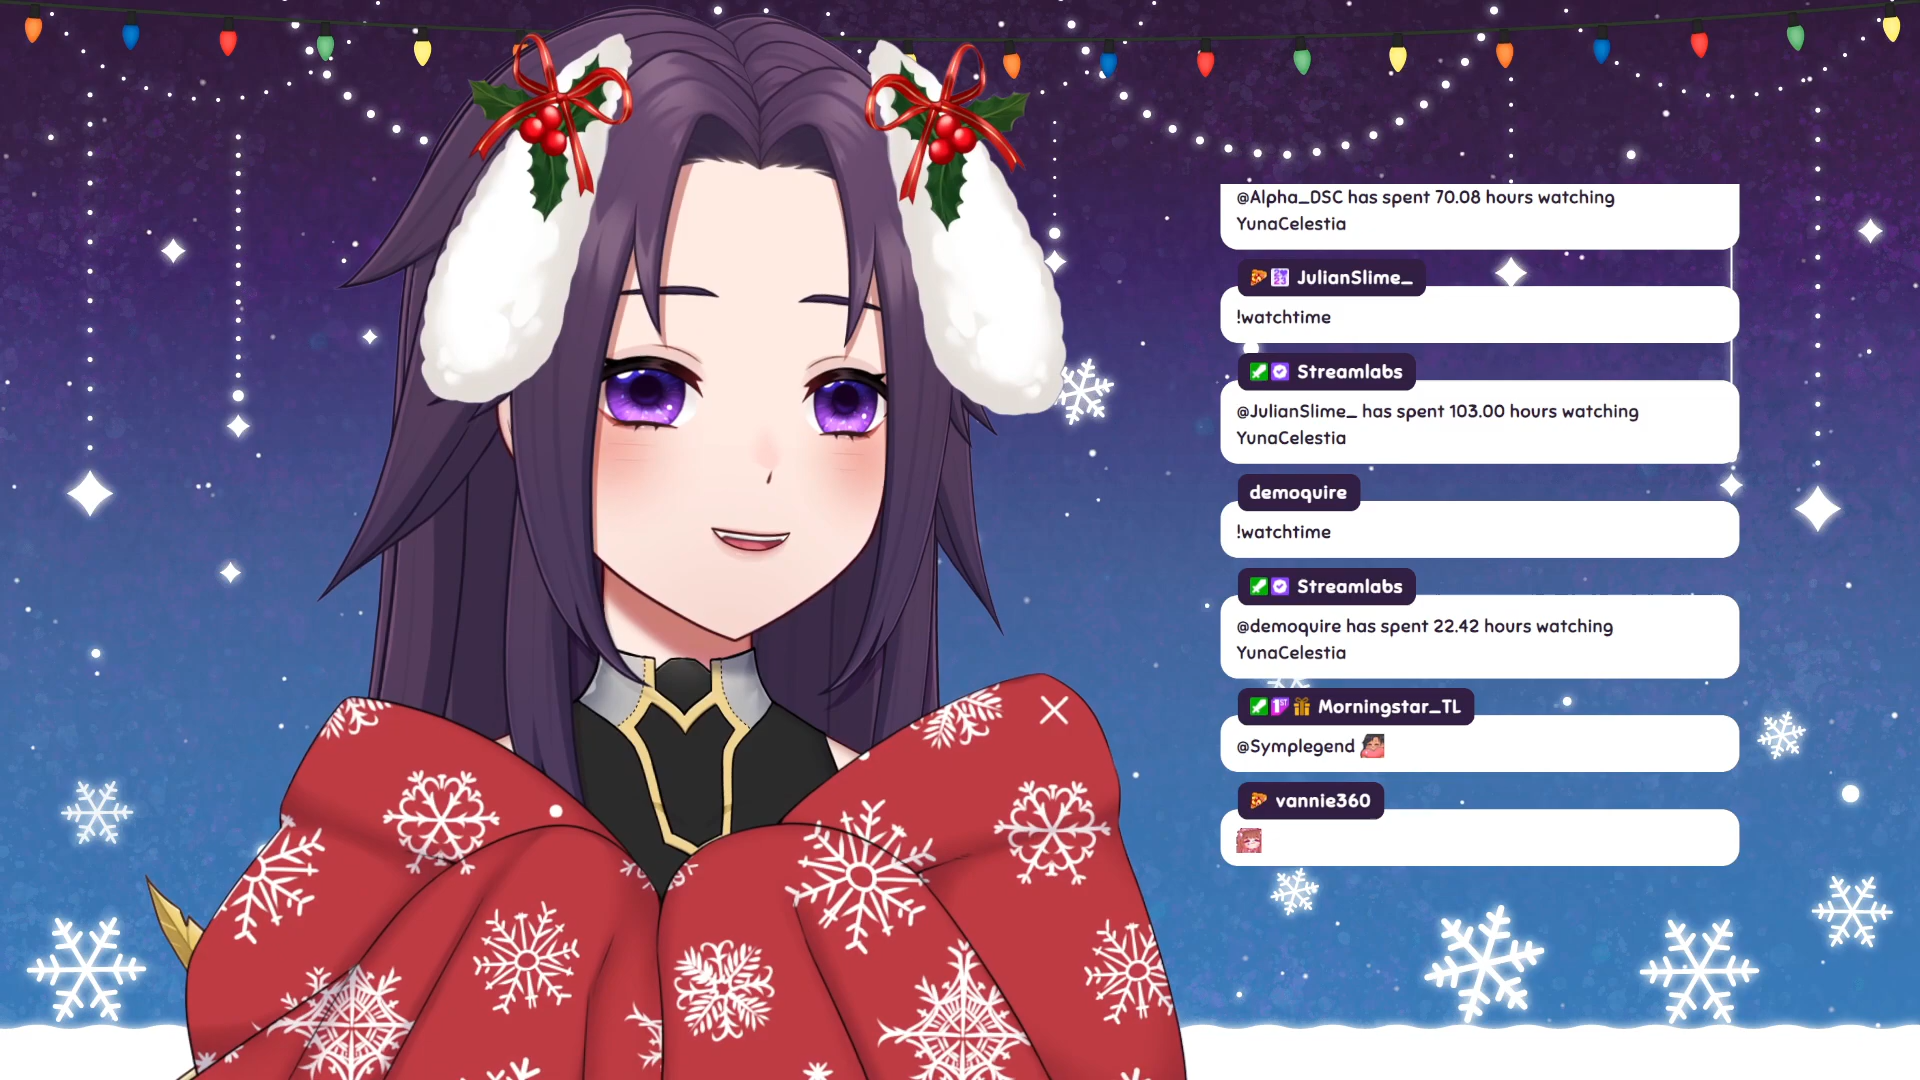 @Alpha_DSC has spent 70.08 hours watching
YunaCelestia
JulianSlime_
!watchtime
Streamlabs
@JulianSlime_ has spent 103.00 hours watching
YunaCelestia
demoquire
!watchtime
Streamlabs
@demoquire has spent 22.42 hours watching
YunaCelestia
1ST Morningstar_TL
@Symplegend
vannie360